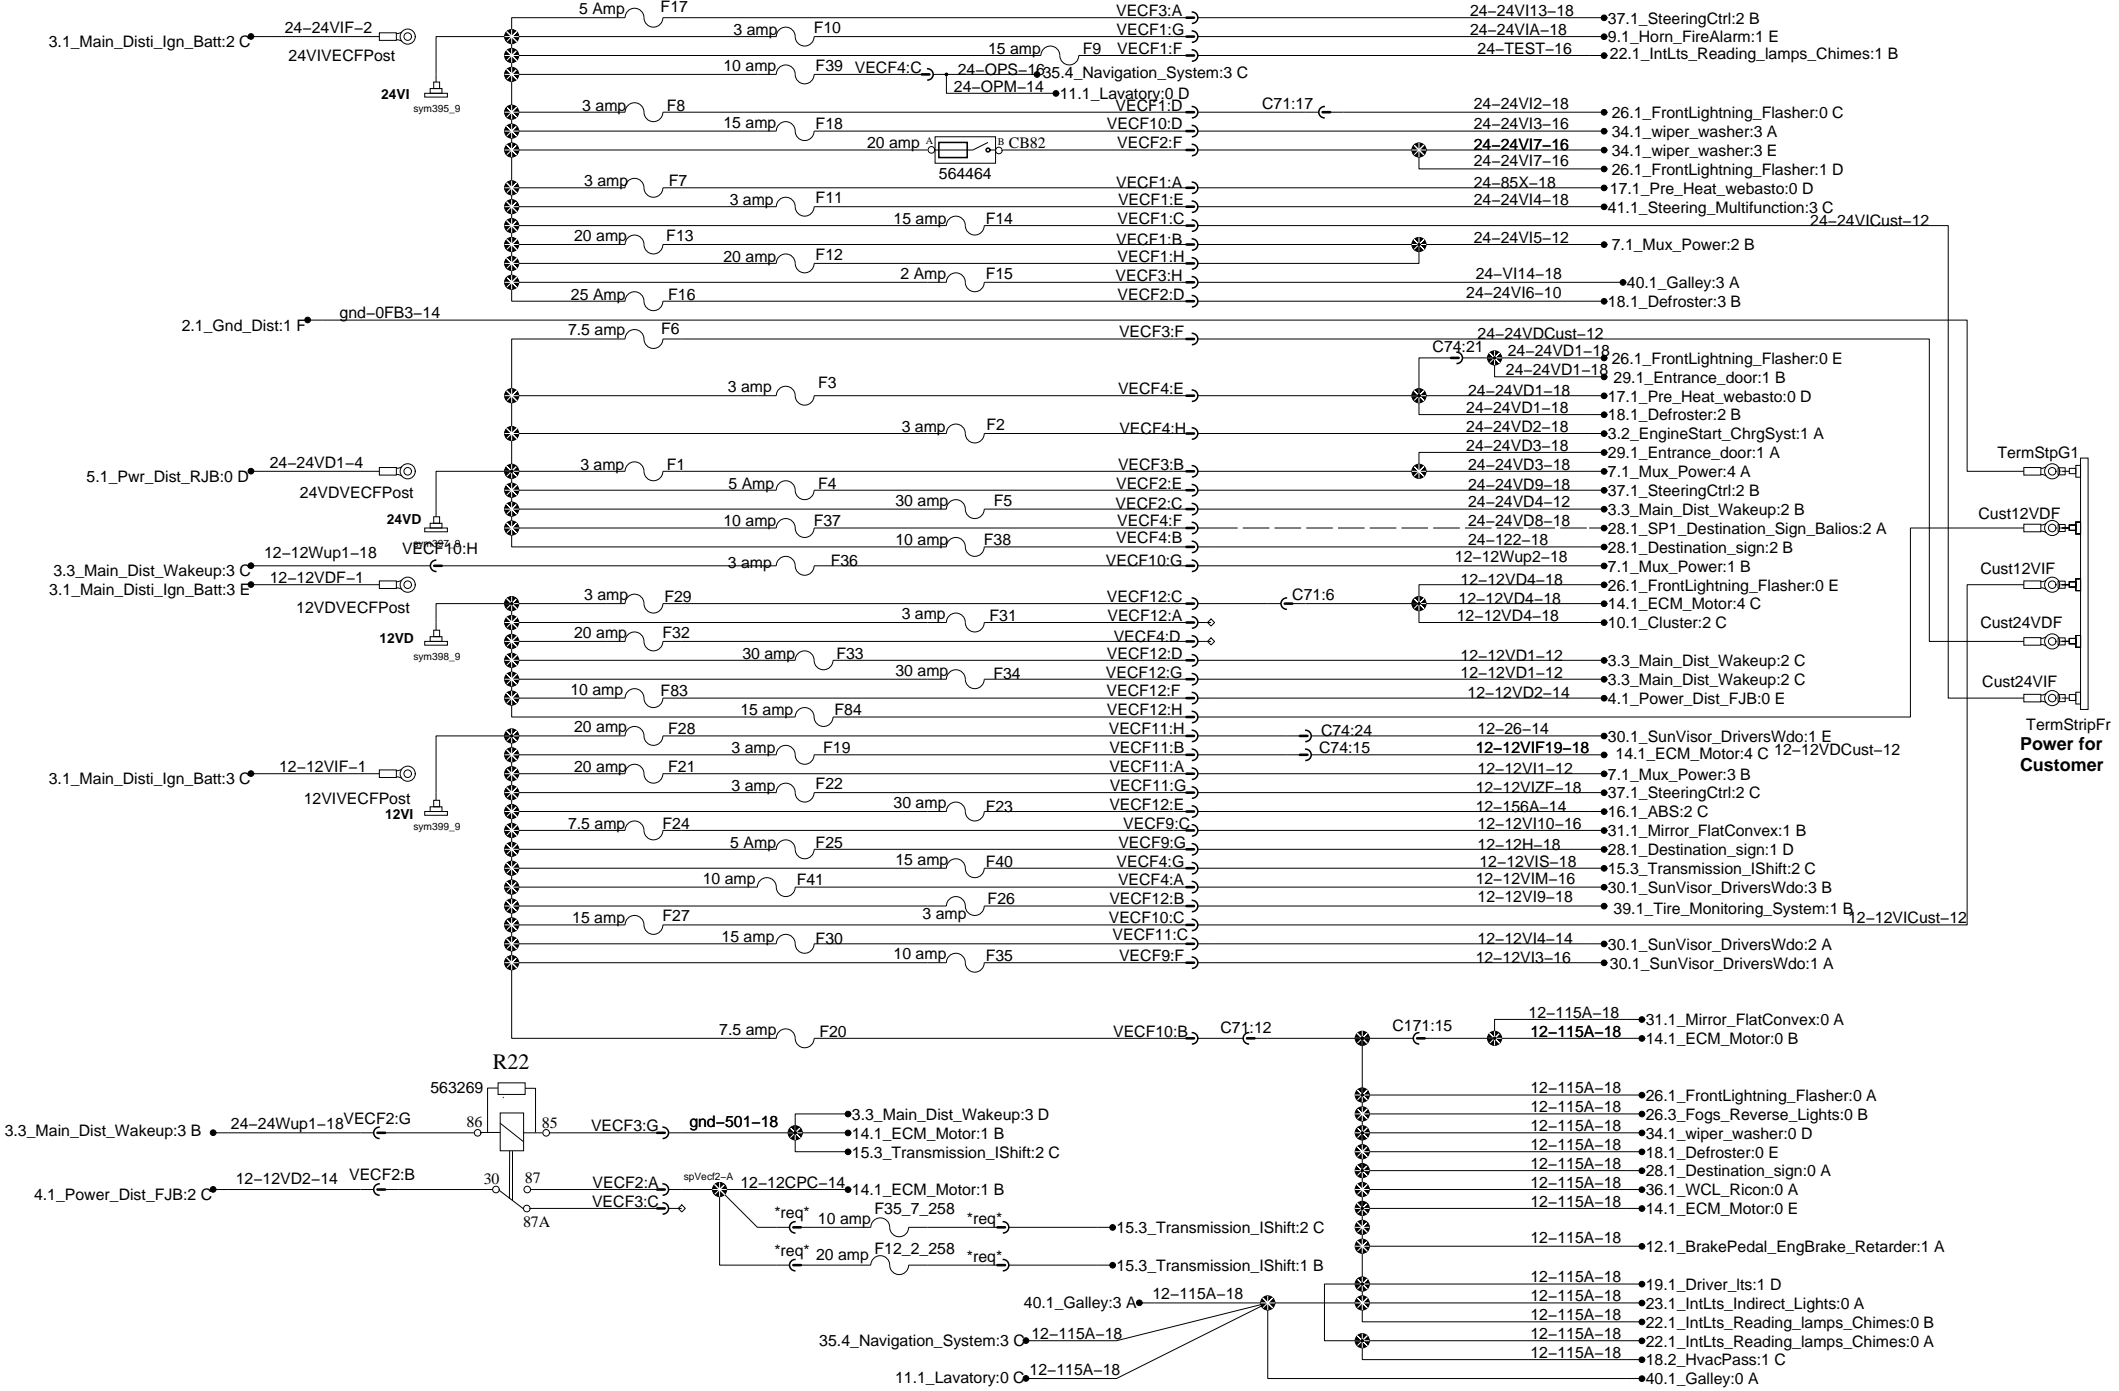 5 Amp F17 VECF3:A 24-24VI13-18 37.1_SteeringCtrl:2 B
3.1_Main_Disti_Ign_Batt:2 C 24-24VIF-2 3 amp F10 VECF1:G 24-24VIA-18 9.1_Horn_FireAlarm:1 E
24VIVECFPost 15 amp F9 VECF1:F 24-TEST-16 22.1_IntLts_Reading_lamps_Chimes:1 B
10 amp F39 VECF4:C 24-OPS-16 35.4_Navigation_System:3 C
24VI 24-OPM-14 11.1_Lavatory:0 D
sym395_9 3 amp F8 VECF1:D C71:17 24-24VI2-18 26.1_FrontLightning_Flasher:0 C
15 amp F18 VECF10:D 24-24VI3-16 34.1_wiper_washer:3 A
20 amp A B CB82 VECF2:F 24-24VI7-16 34.1_wiper_washer:3 E
564464 24-24VI7-16 26.1_FrontLightning_Flasher:1 D
3 amp F7 VECF1:A 24-85X-18 17.1_Pre_Heat_webasto:0 D
3 amp F11 VECF1:E 24-24VI4-18 41.1_Steering_Multifunction:3 C
15 amp F14 VECF1:C 24-24VICust-12
20 amp F13 VECF1:B 24-24VI5-12 7.1_Mux_Power:2 B
20 amp F12 VECF1:H
2 Amp F15 VECF3:H 24-VI14-18 40.1_Galley:3 A
25 Amp F16 VECF2:D 24-24VI6-10 18.1_Defroster:3 B
2.1_Gnd_Dist:1 F gnd-0FB3-14
7.5 amp F6 VECF3:F 24-24VDCust-12
C74:21 24-24VD1-18 26.1_FrontLightning_Flasher:0 E
24-24VD1-18 29.1_Entrance_door:1 B
3 amp F3 VECF4:E 24-24VD1-18 17.1_Pre_Heat_webasto:0 D
24-24VD1-18 18.1_Defroster:2 B
3 amp F2 VECF4:H 24-24VD2-18 3.2_EngineStart_ChrgSyst:1 A
24-24VD3-18 29.1_Entrance_door:1 A TermStpG1
5.1_Pwr_Dist_RJB:0 D 24-24VD1-4 3 amp F1 VECF3:B 24-24VD3-18 7.1_Mux_Power:4 A
24VDVECFPost 5 Amp F4 VECF2:E 24-24VD9-18 37.1_SteeringCtrl:2 B
30 amp F5 VECF2:C 24-24VD4-12 3.3_Main_Dist_Wakeup:2 B Cust12VDF
24VD 10 amp F37 VECF4:F 24-24VD8-18 28.1_SP1_Destination_Sign_Balios:2 A
sym397_9 10 amp F38 VECF4:B 24-122-18 28.1_Destination_sign:2 B
3.3_Main_Dist_Wakeup:3 C 12-12Wup1-18 VECF10:H 3 amp F36 VECF10:G 12-12Wup2-18 7.1_Mux_Power:1 B Cust12VIF
3.1_Main_Disti_Ign_Batt:3 E 12-12VDF-1 12-12VD4-18 26.1_FrontLightning_Flasher:0 E
12VDVECFPost 3 amp F29 VECF12:C C71:6 12-12VD4-18 14.1_ECM_Motor:4 C
3 amp F31 VECF12:A 12-12VD4-18 10.1_Cluster:2 C Cust24VDF
12VD 20 amp F32 VECF4:D
sym398_9 30 amp F33 VECF12:D 12-12VD1-12 3.3_Main_Dist_Wakeup:2 C
30 amp F34 VECF12:G 12-12VD1-12 3.3_Main_Dist_Wakeup:2 C Cust24VIF
10 amp F83 VECF12:F 12-12VD2-14 4.1_Power_Dist_FJB:0 E
15 amp F84 VECF12:H TermStripFr
20 amp F28 VECF11:H C74:24 12-26-14 30.1_SunVisor_DriversWdo:1 E Power for
3 amp F19 VECF11:B C74:15 12-12VIF19-18 14.1_ECM_Motor:4 C 12-12VDCust-12 Customer
3.1_Main_Disti_Ign_Batt:3 C 12-12VIF-1 20 amp F21 VECF11:A 12-12VI1-12 7.1_Mux_Power:3 B
12VIVECFPost 3 amp F22 VECF11:G 12-12VIZF-18 37.1_SteeringCtrl:2 C
12VI 30 amp F23 VECF12:E 12-156A-14 16.1_ABS:2 C
sym399_9 7.5 amp F24 VECF9:C 12-12VI10-16 31.1_Mirror_FlatConvex:1 B
5 Amp F25 VECF9:G 12-12H-18 28.1_Destination_sign:1 D
15 amp F40 VECF4:G 12-12VIS-18 15.3_Transmission_IShift:2 C
10 amp F41 VECF4:A 12-12VIM-16 30.1_SunVisor_DriversWdo:3 B
3 amp F26 VECF12:B 12-12VI9-18 39.1_Tire_Monitoring_System:1 B
15 amp F27 VECF10:C 12-12VICust-12
15 amp F30 VECF11:C 12-12VI4-14 30.1_SunVisor_DriversWdo:2 A
10 amp F35 VECF9:F 12-12VI3-16 30.1_SunVisor_DriversWdo:1 A
12-115A-18 31.1_Mirror_FlatConvex:0 A
7.5 amp F20 VECF10:B C71:12 C171:15 12-115A-18 14.1_ECM_Motor:0 B
R22
563269 12-115A-18 26.1_FrontLightning_Flasher:0 A
3.3_Main_Dist_Wakeup:3 D 12-115A-18 26.3_Fogs_Reverse_Lights:0 B
3.3_Main_Dist_Wakeup:3 B 24-24Wup1-18 VECF2:G 86 85 VECF3:G gnd-501-18 14.1_ECM_Motor:1 B 12-115A-18 34.1_wiper_washer:0 D
15.3_Transmission_IShift:2 C 12-115A-18 18.1_Defroster:0 E
12-115A-18 28.1_Destination_sign:0 A
4.1_Power_Dist_FJB:2 C 12-12VD2-14 VECF2:B 30 87 VECF2:A spVecf2-A 12-12CPC-14 14.1_ECM_Motor:1 B 12-115A-18 36.1_WCL_Ricon:0 A
87A VECF3:C 12-115A-18 14.1_ECM_Motor:0 E
*req* 10 amp F35_7_258 *req* 15.3_Transmission_IShift:2 C
12-115A-18 12.1_BrakePedal_EngBrake_Retarder:1 A
*req* 20 amp F12_2_258 *req* 15.3_Transmission_IShift:1 B
12-115A-18 19.1_Driver_lts:1 D
40.1_Galley:3 A 12-115A-18 12-115A-18 23.1_IntLts_Indirect_Lights:0 A
12-115A-18 22.1_IntLts_Reading_lamps_Chimes:0 B
35.4_Navigation_System:3 C 12-115A-18 12-115A-18 22.1_IntLts_Reading_lamps_Chimes:0 A
12-115A-18 18.2_HvacPass:1 C
11.1_Lavatory:0 C 12-115A-18 40.1_Galley:0 A